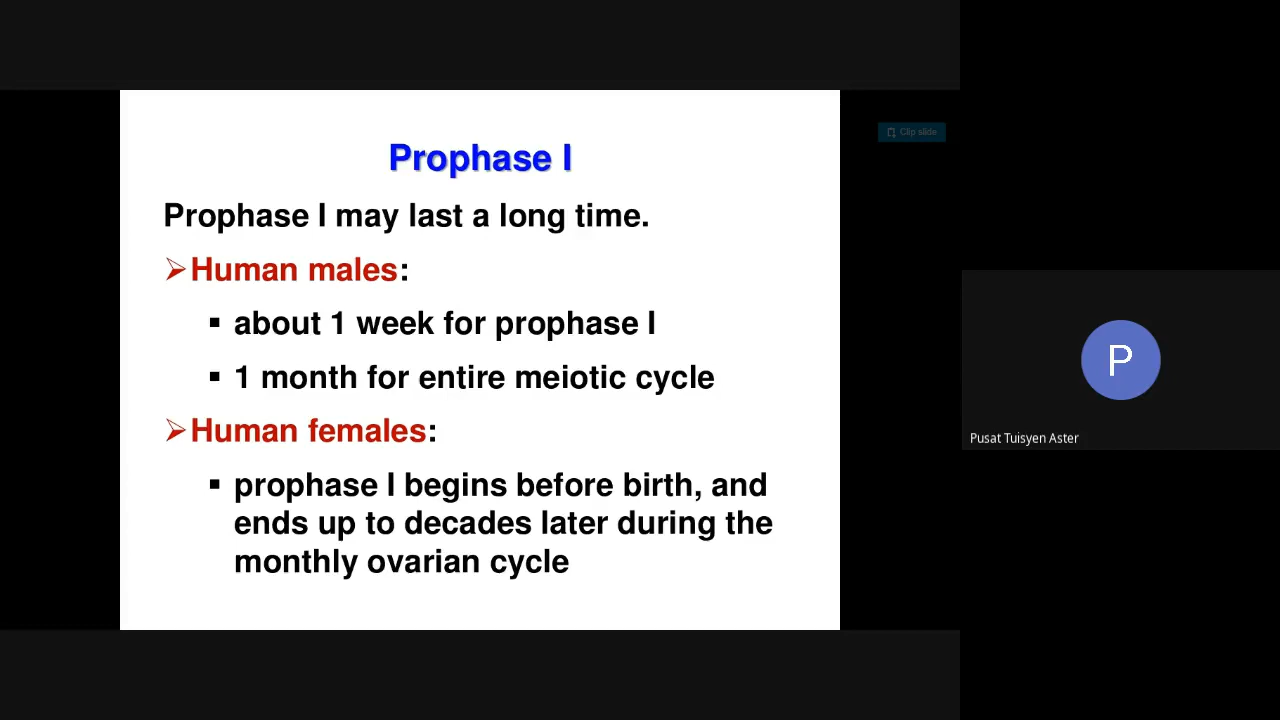 Prophase I
Clip slide
Prophase I may last a long time.
➢Human males:
▪ about 1 week for prophase I
▪ 1 month for entire meiotic cycle
➢Human females:
▪ prophase I begins before birth, and
ends up to decades later during the
monthly ovarian cycle
P
Pusat Tuisyen Aster